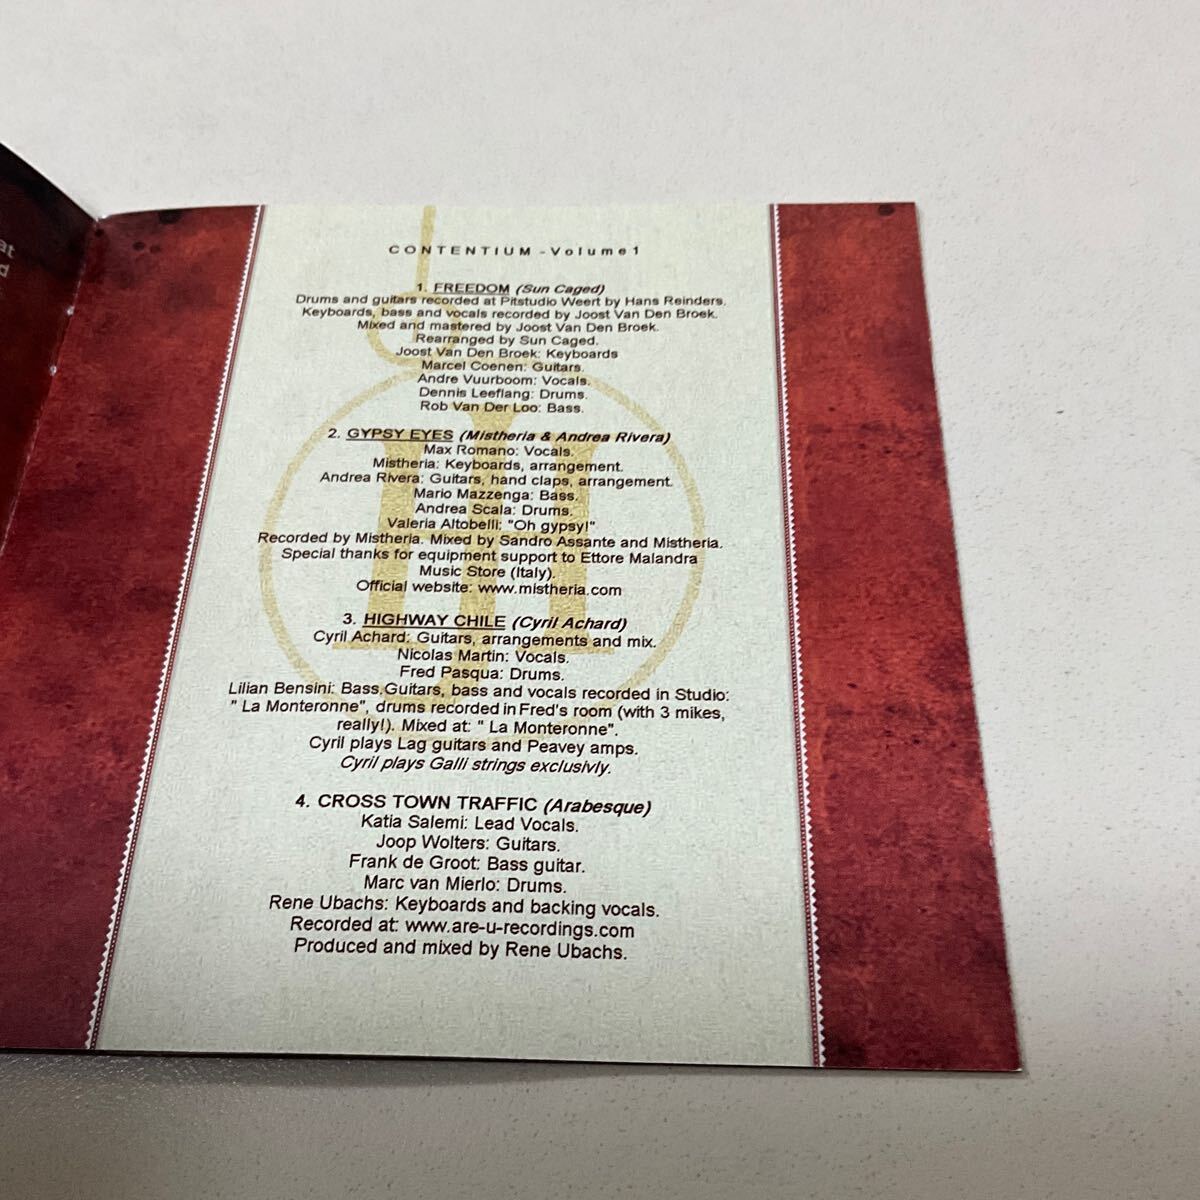 at
d
CONTENTIUM - Volume 1
1. FREEDOM (Sun Caged)
Drums and guitars recorded at Pitstudio Weert by Hans Reinders.
Keyboards, bass and vocals recorded by Joost Van Den Broek.
Mixed and mastered by Joost Van Den Broek.
Rearranged by Sun Caged.
Joost Van Den Broek: Keyboards
Marcel Coenen: Guitars.
Andre Vuurboom: Vocals.
Dennis Leeflang: Drums.
Rob Van Der Loo: Bass.
2. GYPSY EYES (Mistheria & Andrea Rivera)
Max Romano: Vocals.
Mistheria: Keyboards, arrangement.
Andrea Rivera: Guitars, hand claps, arrangement.
Mario Mazzenga: Bass.
Andrea Scala: Drums.
Valeria Altobelli: "Oh gypsy!"
Recorded by Mistheria. Mixed by Sandro Assante and Mistheria.
Special thanks for equipment support to Ettore Malandra
Music Store (Italy).
Official website: www.mistheria.com
3. HIGHWAY CHILE (Cyril Achard)
Cyril Achard: Guitars, arrangements and mix.
Nicolas Martin: Vocals.
Fred Pasqua: Drums.
Lilian Bensini: Bass.Guitars, bass and vocals recorded in Studio:
" La Monteronne", drums recorded in Fred's room (with 3 mikes,
really!). Mixed at: " La Monteronne".
Cyril plays Lag guitars and Peavey amps.
Cyril plays Galli strings exclusivly.
4. CROSS TOWN TRAFFIC (Arabesque)
Katia Salemi: Lead Vocals.
Joop Wolters: Guitars.
Frank de Groot: Bass guitar.
Marc van Mierlo: Drums.
Rene Ubachs: Keyboards and backing vocals.
Recorded at: www.are-u-recordings.com
Produced and mixed by Rene Ubachs.